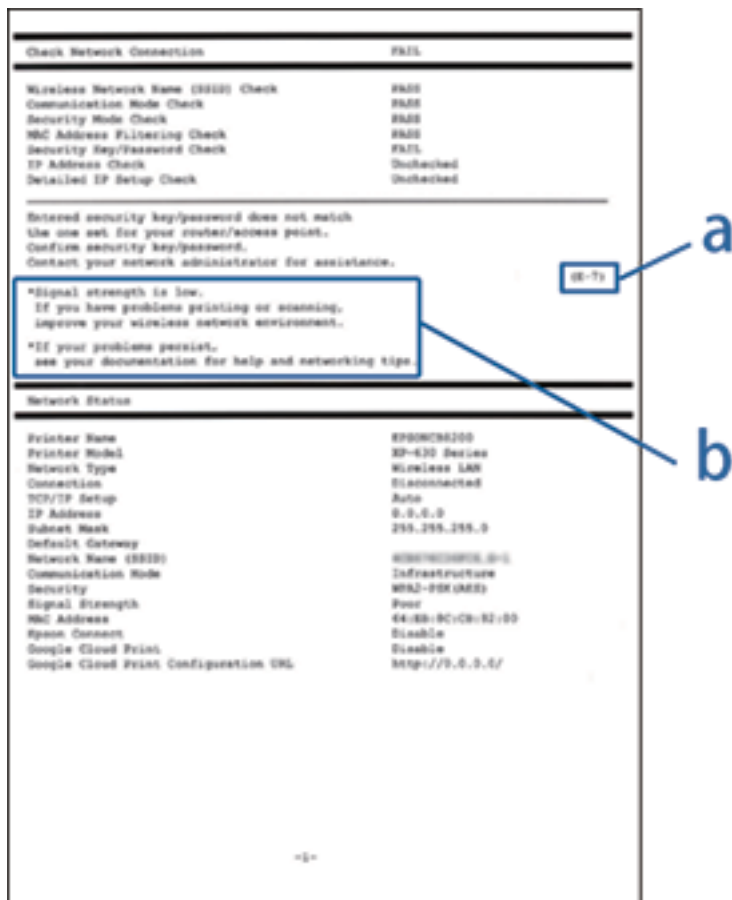 Check Network Connection FAIL
Wireless Network Name (SSID) Check PASS
Communication Mode Check PASS
Security Mode Check PASS
MAC Address Filtering Check PASS
Security Key/Password Check FAIL
IP Address Check Unchecked
Detailed IP Setup Check Unchecked
Entered security key/password does not match
the one set for your router/access point.
Confirm security key/password.
Contact your network administrator for assistance.
(E-7)
a
*Signal strength is low.
If you have problems printing or scanning,
improve your wireless network environment.
*If your problems persist,
see your documentation for help and networking tips.
b
Network Status
Printer Name
Printer Model XP-630 Series
Network Type Wireless LAN
Connection Disconnected
TCP/IP Setup Auto
IP Address 0.0.0.0
Subnet Mask 255.255.255.0
Default Gateway
Network Name (SSID)
Communication Mode Infrastructure
Security WPA2-PSK(AES)
Signal Strength Poor
MAC Address
Epson Connect Disable
Google Cloud Print Disable
Google Cloud Print Configuration URL http://0.0.0.0/
-1-